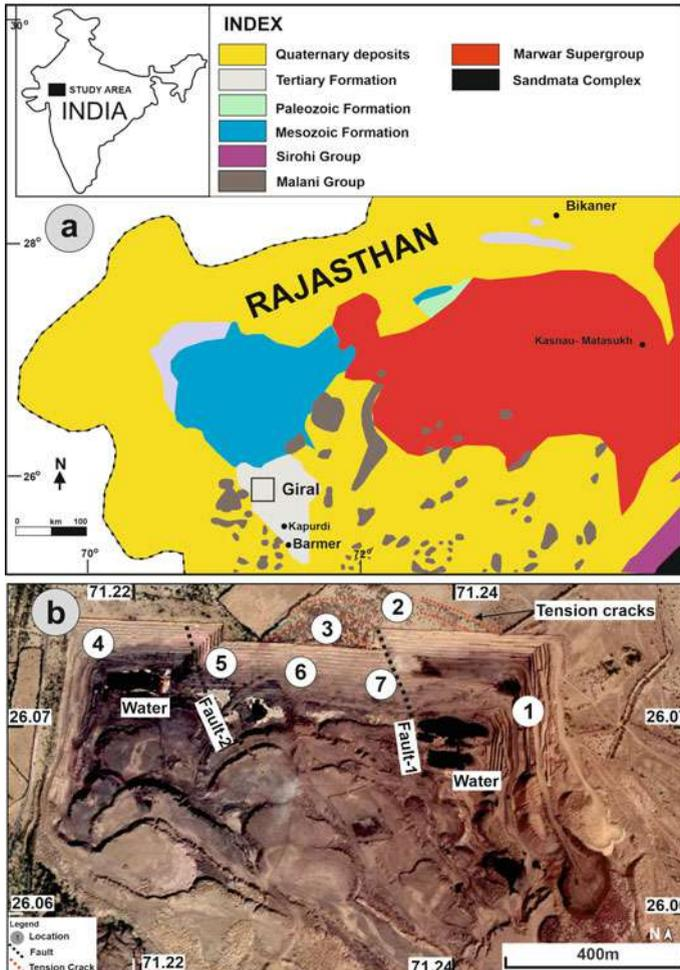 30°
STUDY AREA
INDIA
INDEX
Quaternary deposits
Tertiary Formation
Paleozoic Formation
Mesozoic Formation
Sirohi Group
Malani Group
Marwar Supergroup
Sandmata Complex
a
28°
RAJASTHAN
Bikaner
Kasnau- Matasukh
26°
N
0 km 100
Giral
Kapurdi
Barmer
70°
72°
b
71.22
71.24
2
Tension cracks
4
3
5
6
7
1
Water
Fault-2
Fault-1
Water
26.07
26.07
26.06
26.06
Legend
Location
Fault
Tension Crack
71.22
71.24
N
400m